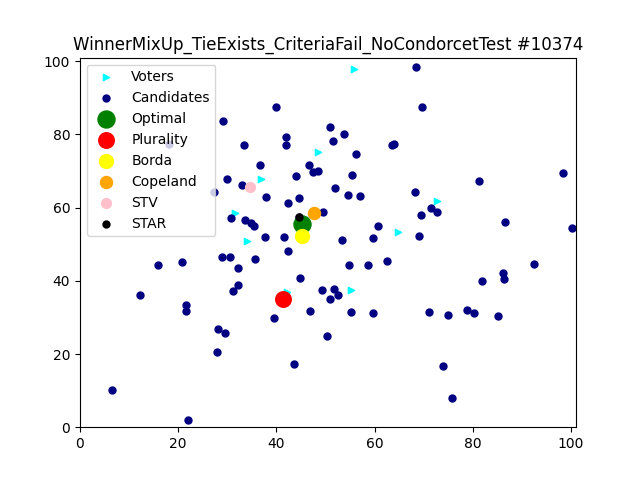 WinnerMixUp_TieExists_CriteriaFail_NoCondorcetTest #10374
100
80
60
40
20
0
Voters
Candidates
Optimal
Plurality
Borda
Copeland
STV
STAR
0 20 40 60 80 100